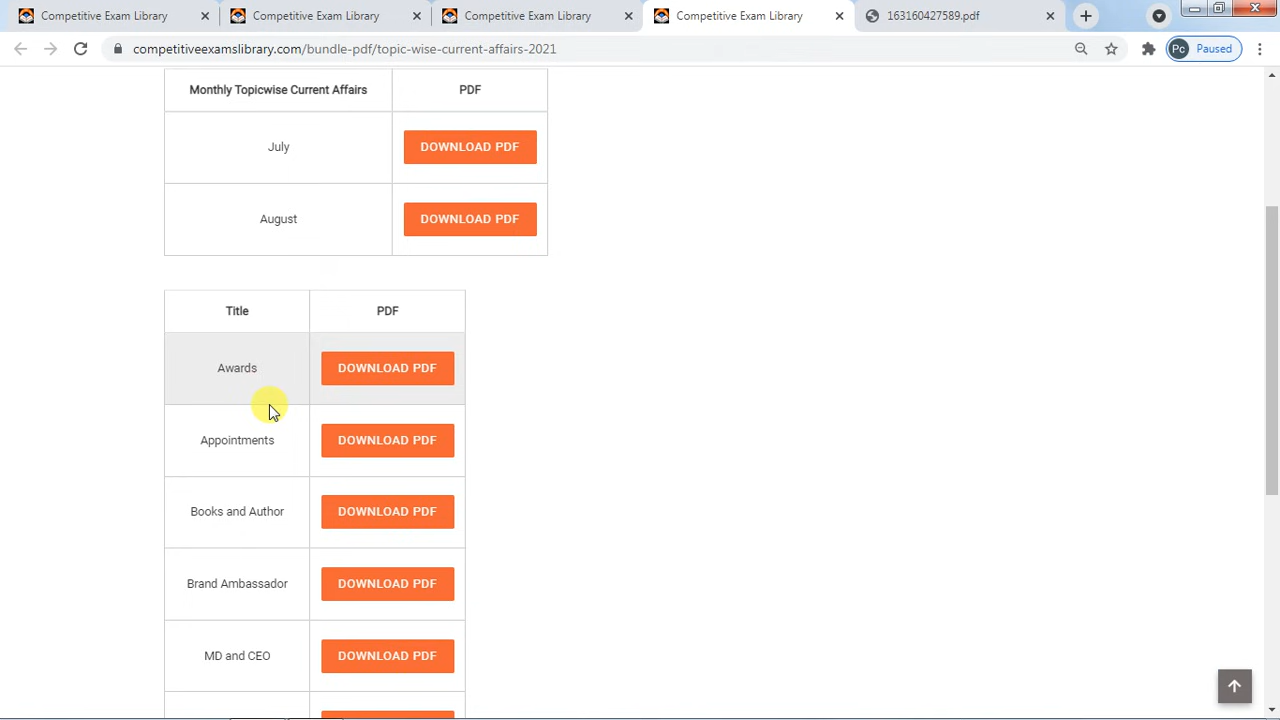 Competitive Exam Library
Competitive Exam Library
Competitive Exam Library
Competitive Exam Library
163160427589.pdf
competitiveexamslibrary.com/bundle-pdf/topic-wise-current-affairs-2021
Pc Paused
Monthly Topicwise Current Affairs PDF
July DOWNLOAD PDF
August DOWNLOAD PDF
Title PDF
Awards DOWNLOAD PDF
Appointments DOWNLOAD PDF
Books and Author DOWNLOAD PDF
Brand Ambassador DOWNLOAD PDF
MD and CEO DOWNLOAD PDF